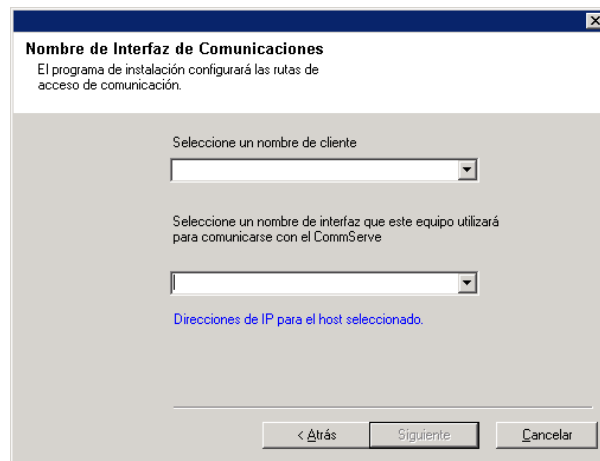 Nombre de Interfaz de Comunicaciones
El programa de instalación configurará las rutas de
acceso de comunicación.
Seleccione un nombre de cliente
Seleccione un nombre de interfaz que este equipo utilizará
para comunicarse con el CommServe
Direcciones de IP para el host seleccionado.
< Atrás Siguiente Cancelar